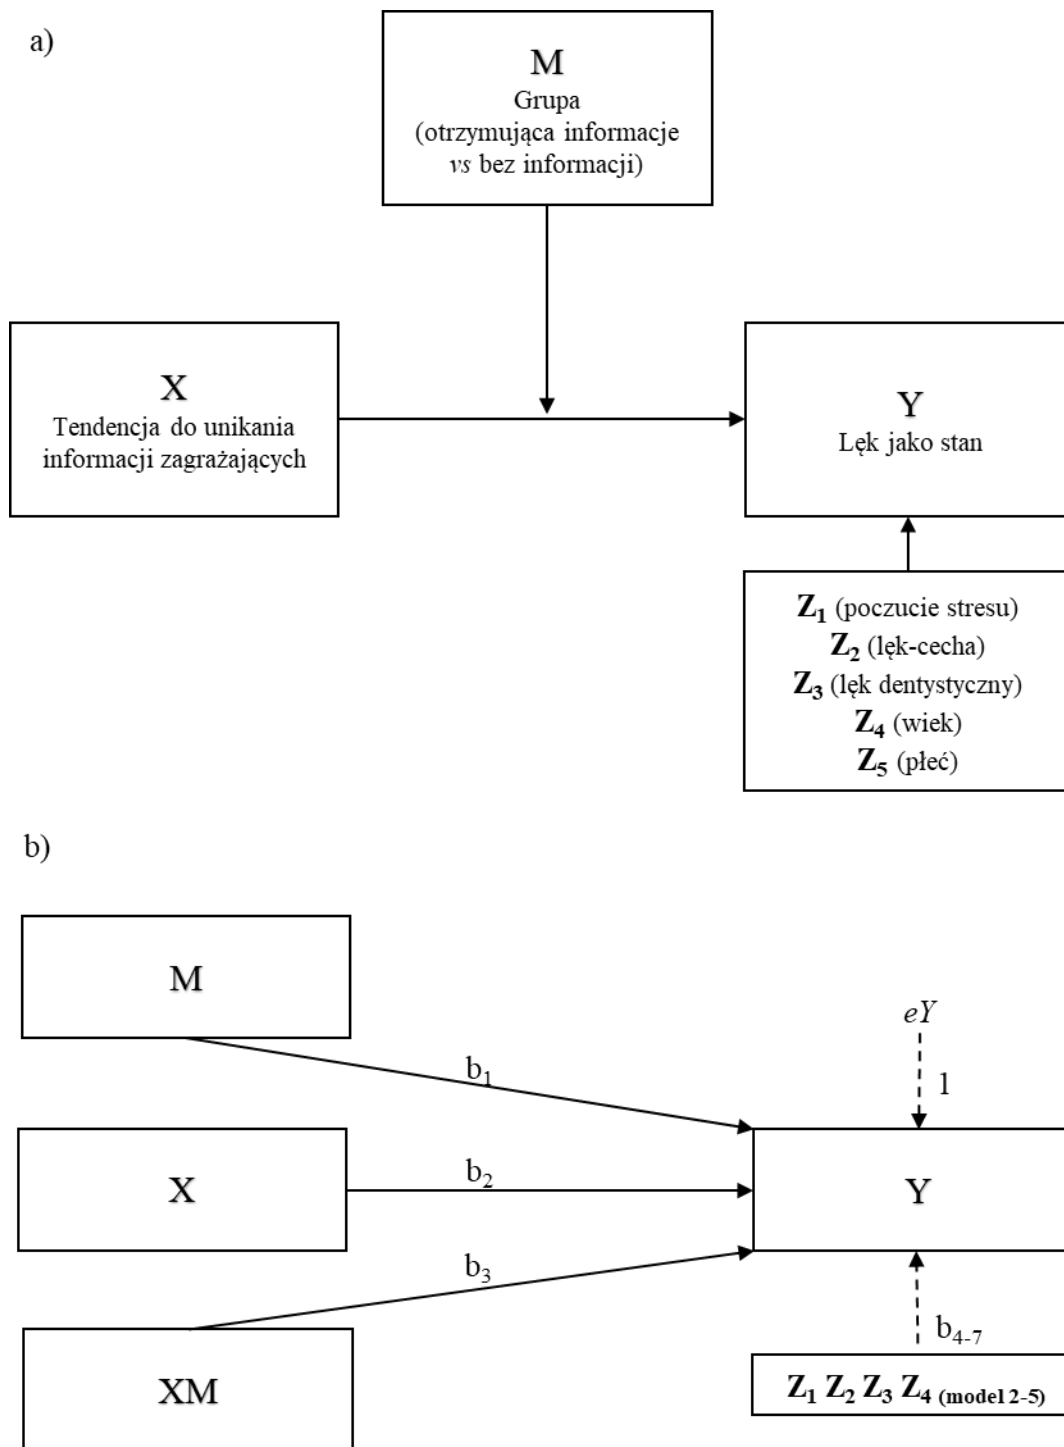 a)
M
Grupa
(otrzymująca informacje
vs bez informacji)
X
Tendencja do unikania
informacji zagrażających
Y
Lęk jako stan
Z₁ (poczucie stresu)
Z₂ (lęk-cecha)
Z₃ (lęk dentystyczny)
Z₄ (wiek)
Z₅ (płeć)
b)
M
eY
b₁
1
X
b₂
Y
b₃
XM
b₄₋₇
Z₁ Z₂ Z₃ Z₄ (model 2-5)